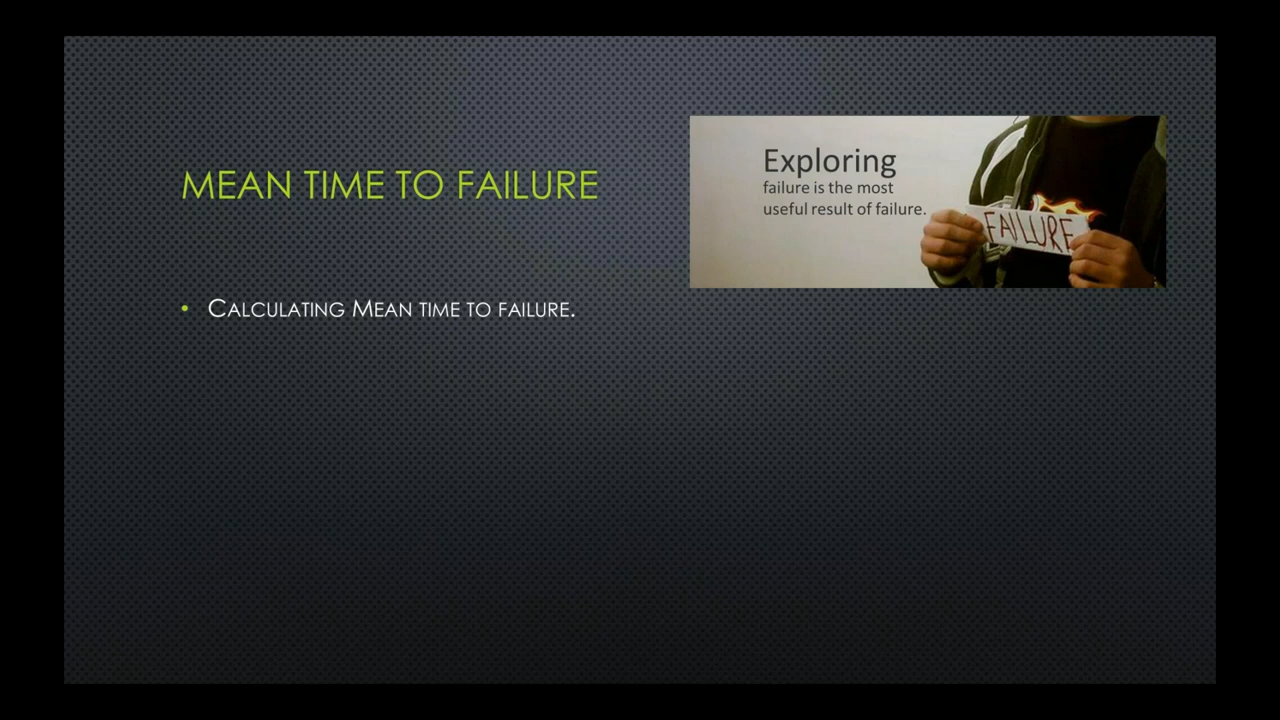 MEAN TIME TO FAILURE
Exploring
failure is the most
useful result of failure.
FAILURE
• CALCULATING MEAN TIME TO FAILURE.